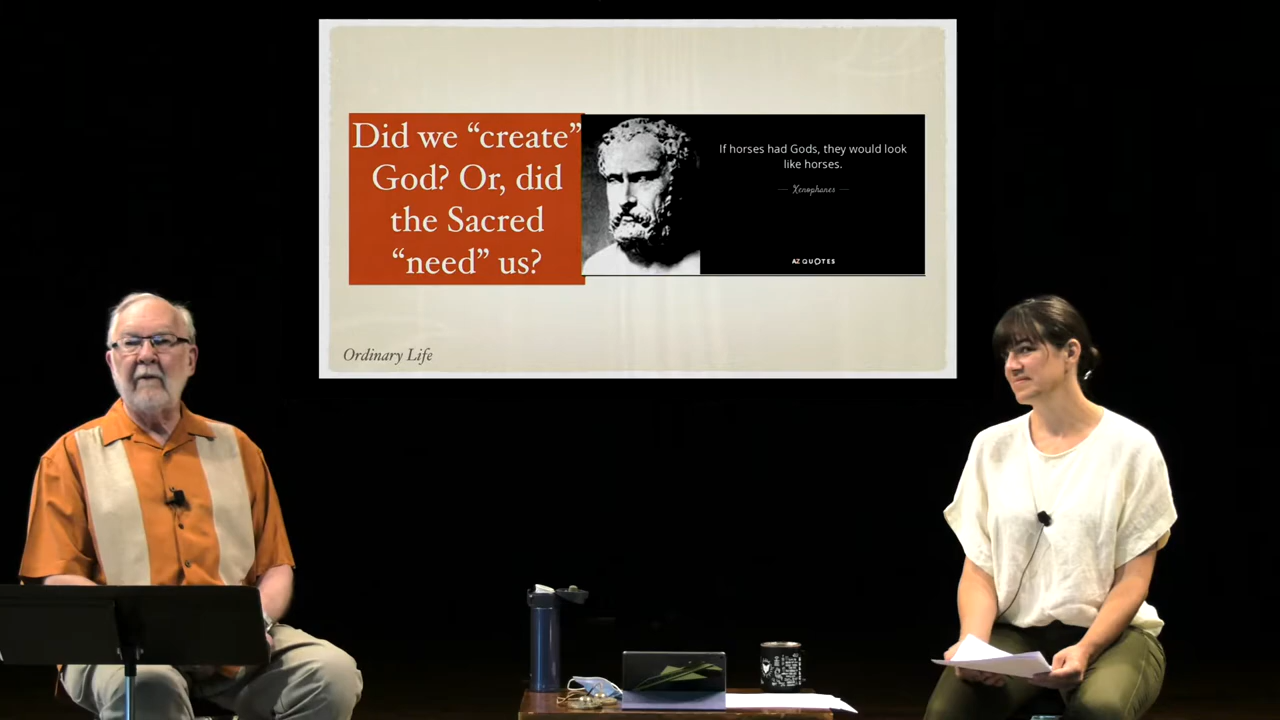 Did we “create”
God? Or, did
the Sacred
“need” us?
If horses had Gods, they would look
like horses.
— Xenophanes —
AZ QUOTES
Ordinary Life